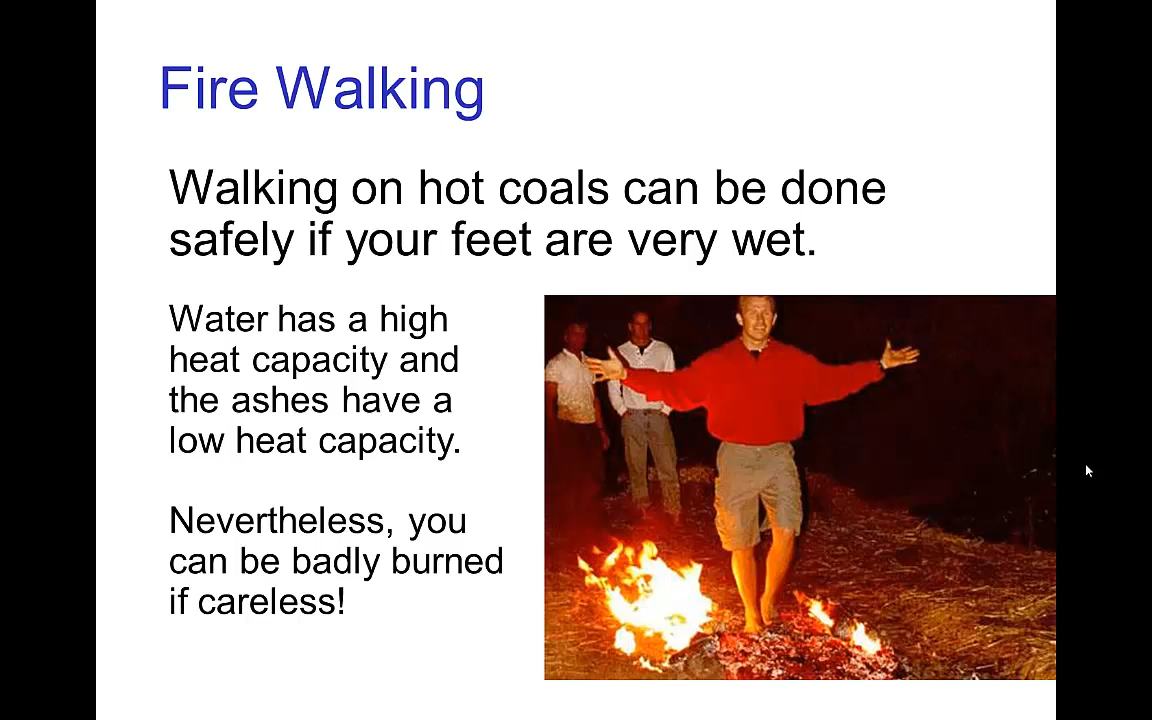 Fire Walking
Walking on hot coals can be done
safely if your feet are very wet.
Water has a high
heat capacity and
the ashes have a
low heat capacity.
Nevertheless, you
can be badly burned
if careless!